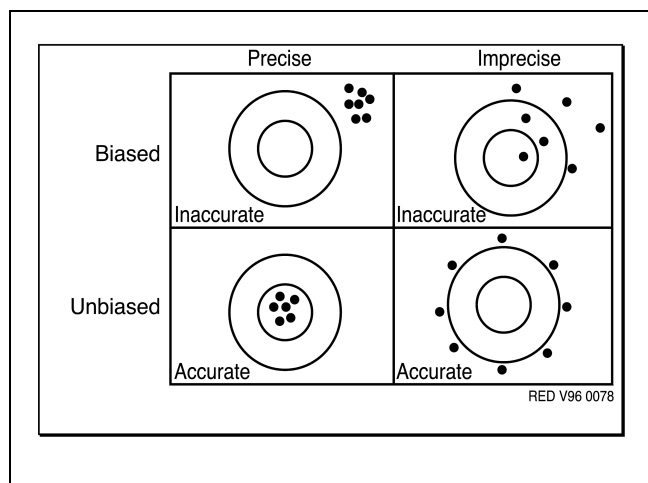 Precise Imprecise
Biased
Inaccurate Inaccurate
Unbiased
Accurate Accurate
RED V96 0078